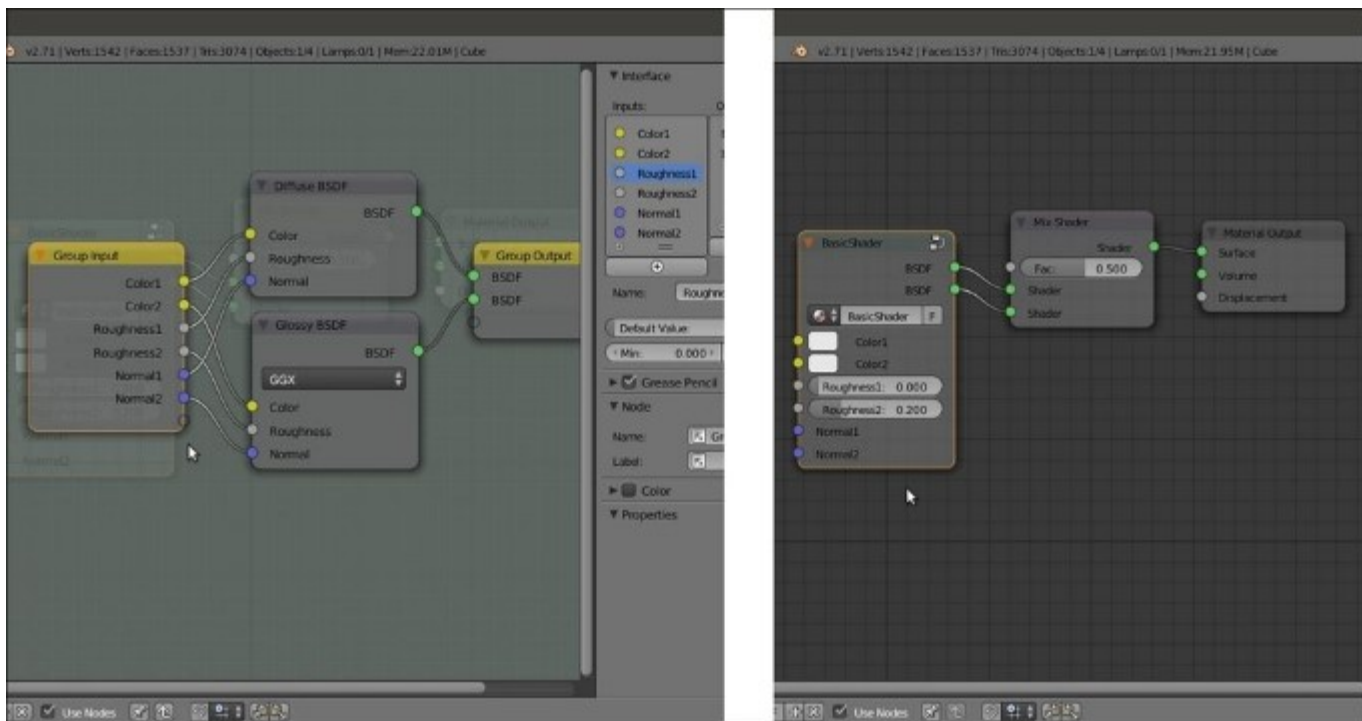 v2.71 | Verts:1542 | Faces:1537 | Tris:3074 | Objects:1/4 | Lamps:0/1 | Mem:22.01M | Cube
Interface
Inputs:
Color1
Color2
Roughness1
Roughness2
Normal1
Normal2
Name:
Default Value:
Min: 0.000
Grease Pencil
Node
Name:
Label:
Color
Properties
Diffuse BSDF
BSDF
Color
Roughness
Normal
BasicShader
Material Output
Group Input
Color1
Color2
Roughness1
Roughness2
Normal1
Normal2
Normal2
Glossy BSDF
BSDF
GGX
Color
Roughness
Normal
Group Output
BSDF
BSDF
Use Nodes
v2.71 | Verts:1542 | Faces:1537 | Tris:3074 | Objects:1/4 | Lamps:0/1 | Mem:21.95M | Cube
BasicShader
BSDF
BSDF
BasicShader F
Color1
Color2
Roughness1: 0.000
Roughness2: 0.200
Normal1
Normal2
Mix Shader
Shader
Fac: 0.500
Shader
Shader
Material Output
Surface
Volume
Displacement
Use Nodes